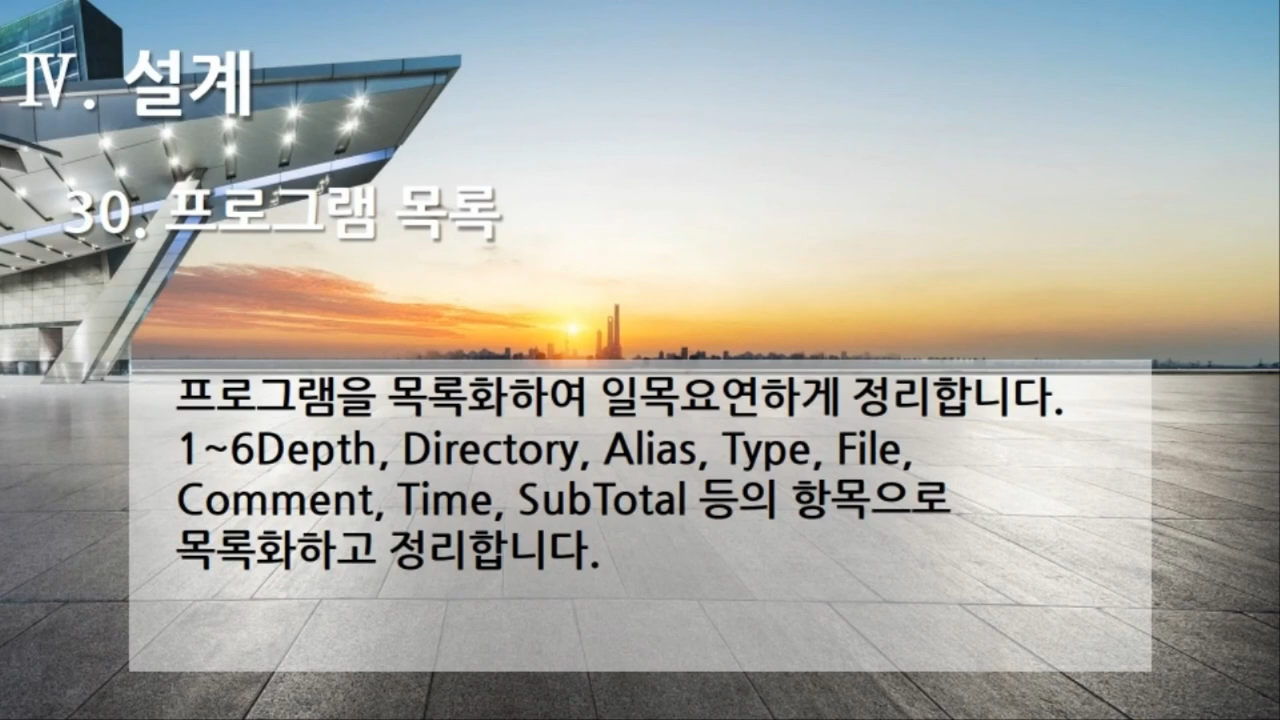 Ⅳ. 설계
30. 프로그램 목록
프로그램을 목록화하여 일목요연하게 정리합니다.
1~6Depth, Directory, Alias, Type, File,
Comment, Time, SubTotal 등의 항목으로
목록화하고 정리합니다.